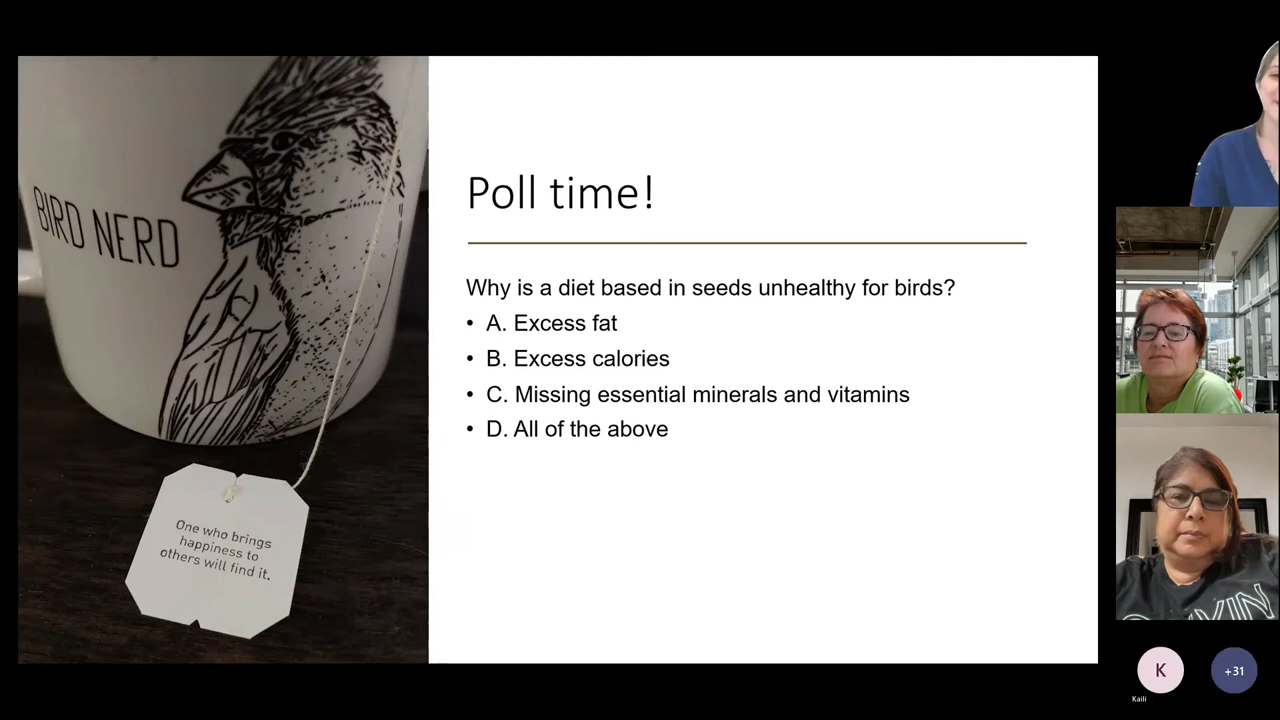 BIRD NERD
One who brings
happiness to
others will find it.
Poll time!
Why is a diet based in seeds unhealthy for birds?
• A. Excess fat
• B. Excess calories
• C. Missing essential minerals and vitamins
• D. All of the above
K
Kaili
+31